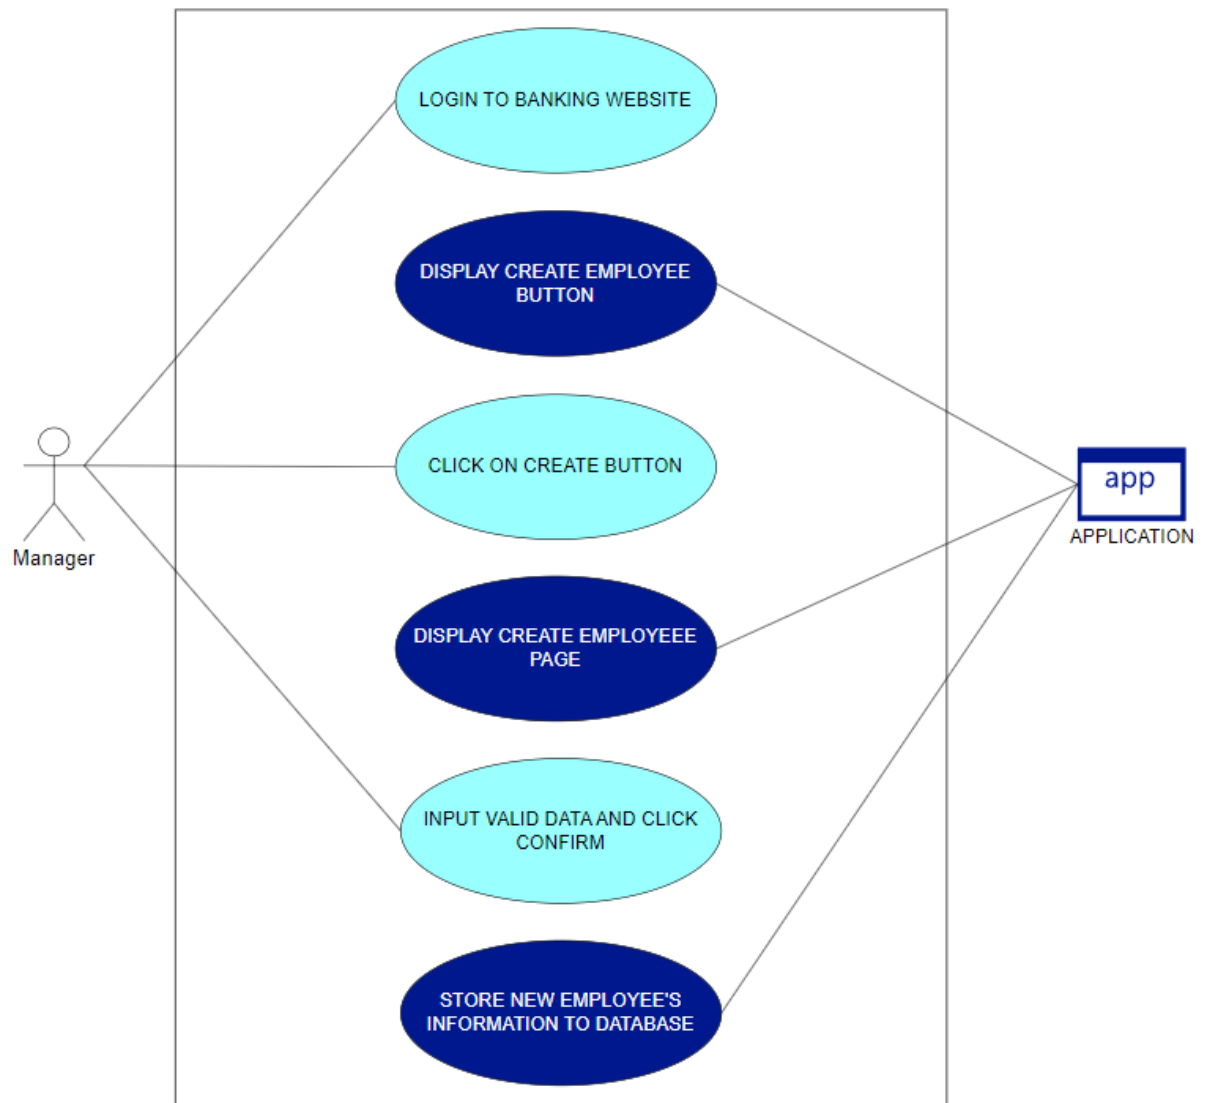 LOGIN TO BANKING WEBSITE
DISPLAY CREATE EMPLOYEE
BUTTON
CLICK ON CREATE BUTTON
app
APPLICATION
Manager
DISPLAY CREATE EMPLOYEEE
PAGE
INPUT VALID DATA AND CLICK
CONFIRM
STORE NEW EMPLOYEE'S
INFORMATION TO DATABASE